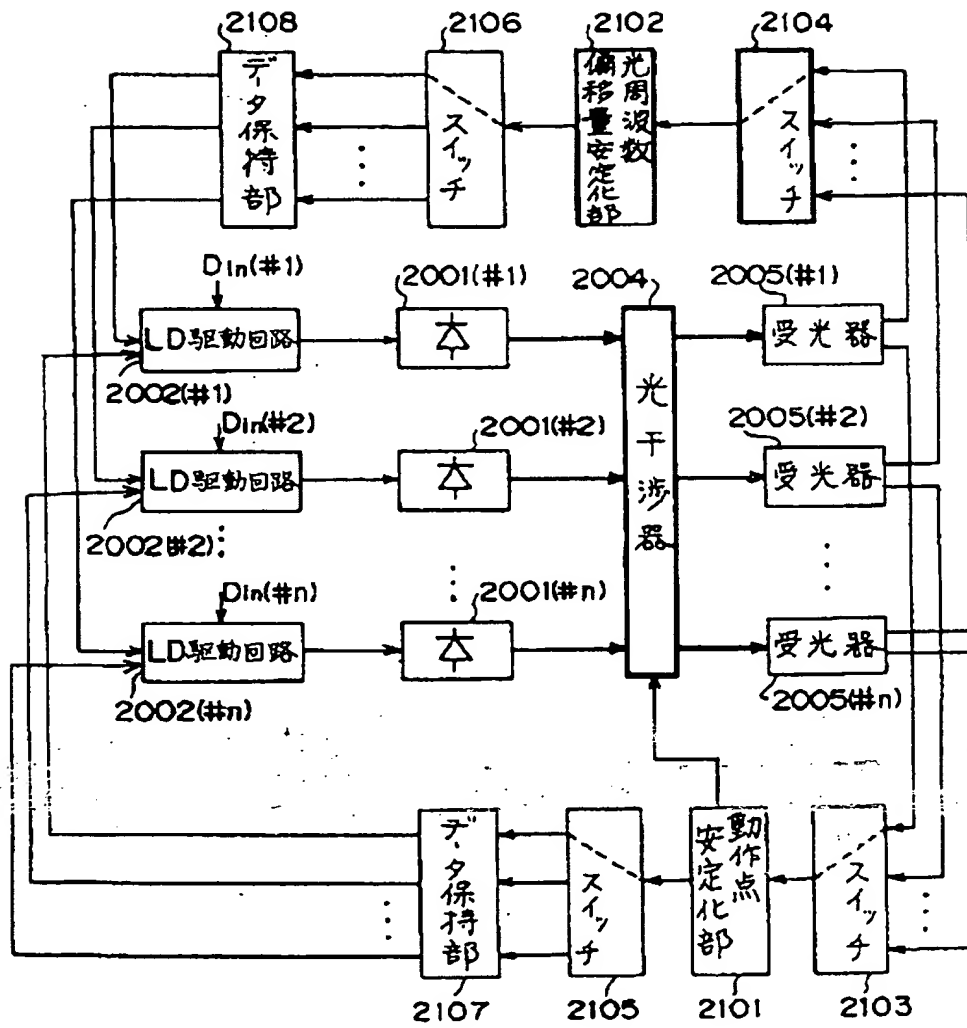 2108
2106
2102
2104
データ保持部
スイッチ
光周波数
偏移量安定化部
スイッチ
Din(#1)
2001(#1)
2004
2005(#1)
LD駆動回路
受光器
2002(#1)
光干渉器
Din(#2)
2001(#2)
2005(#2)
LD駆動回路
受光器
2002(#2)
Din(#n)
2001(#n)
LD駆動回路
受光器
2002(#n)
2005(#n)
データ保持部
スイッチ
動作点
安定化部
スイッチ
2107
2105
2101
2103